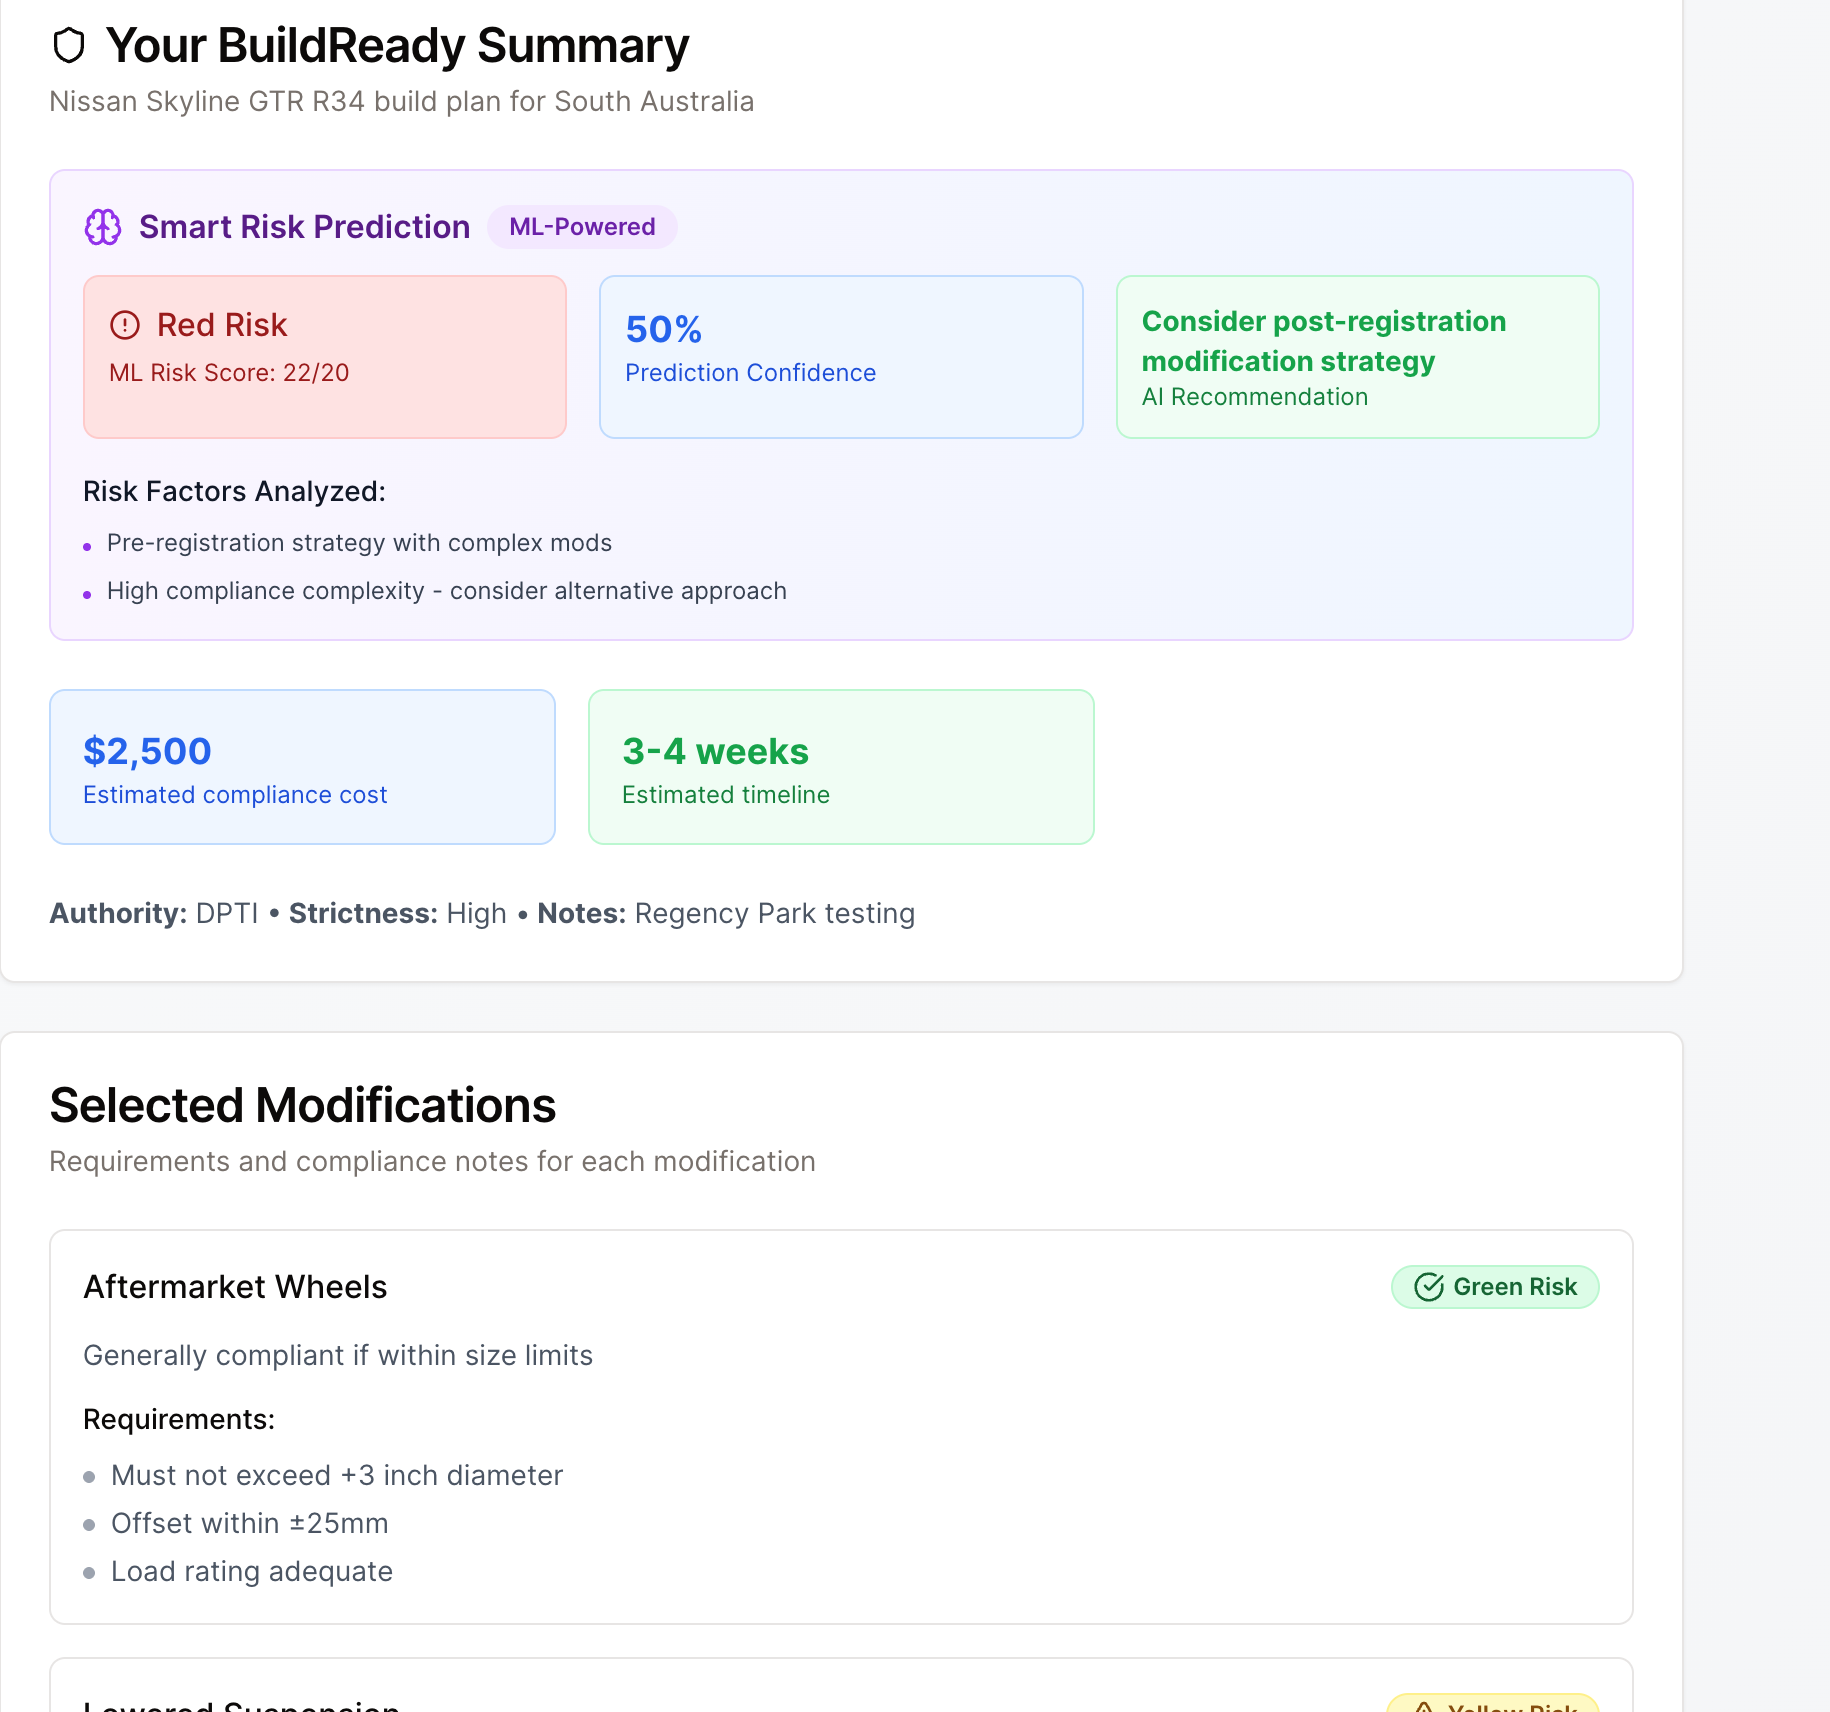 Your BuildReady Summary
Nissan Skyline GTR R34 build plan for South Australia
Smart Risk Prediction ML-Powered
Red Risk
ML Risk Score: 22/20
50%
Prediction Confidence
Consider post-registration
modification strategy
AI Recommendation
Risk Factors Analyzed:
• Pre-registration strategy with complex mods
• High compliance complexity - consider alternative approach
$2,500
Estimated compliance cost
3-4 weeks
Estimated timeline
Authority: DPTI • Strictness: High • Notes: Regency Park testing
Selected Modifications
Requirements and compliance notes for each modification
Aftermarket Wheels
Green Risk
Generally compliant if within size limits
Requirements:
• Must not exceed +3 inch diameter
• Offset within ±25mm
• Load rating adequate
Lowered Suspension
Yellow Risk